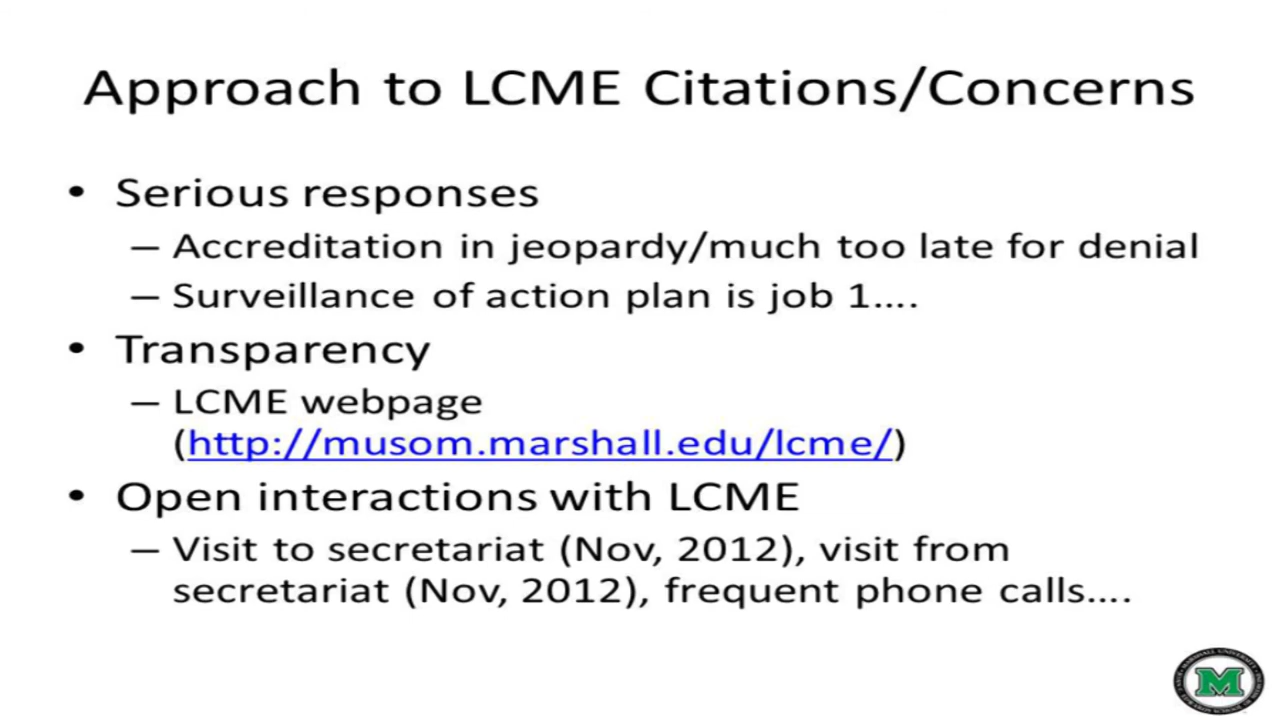 Approach to LCME Citations/Concerns
• Serious responses
– Accreditation in jeopardy/much too late for denial
– Surveillance of action plan is job 1....
• Transparency
– LCME webpage
(http://musom.marshall.edu/lcme/)
• Open interactions with LCME
– Visit to secretariat (Nov, 2012), visit from
secretariat (Nov, 2012), frequent phone calls....
MARSHALL UNIVERSITY
M